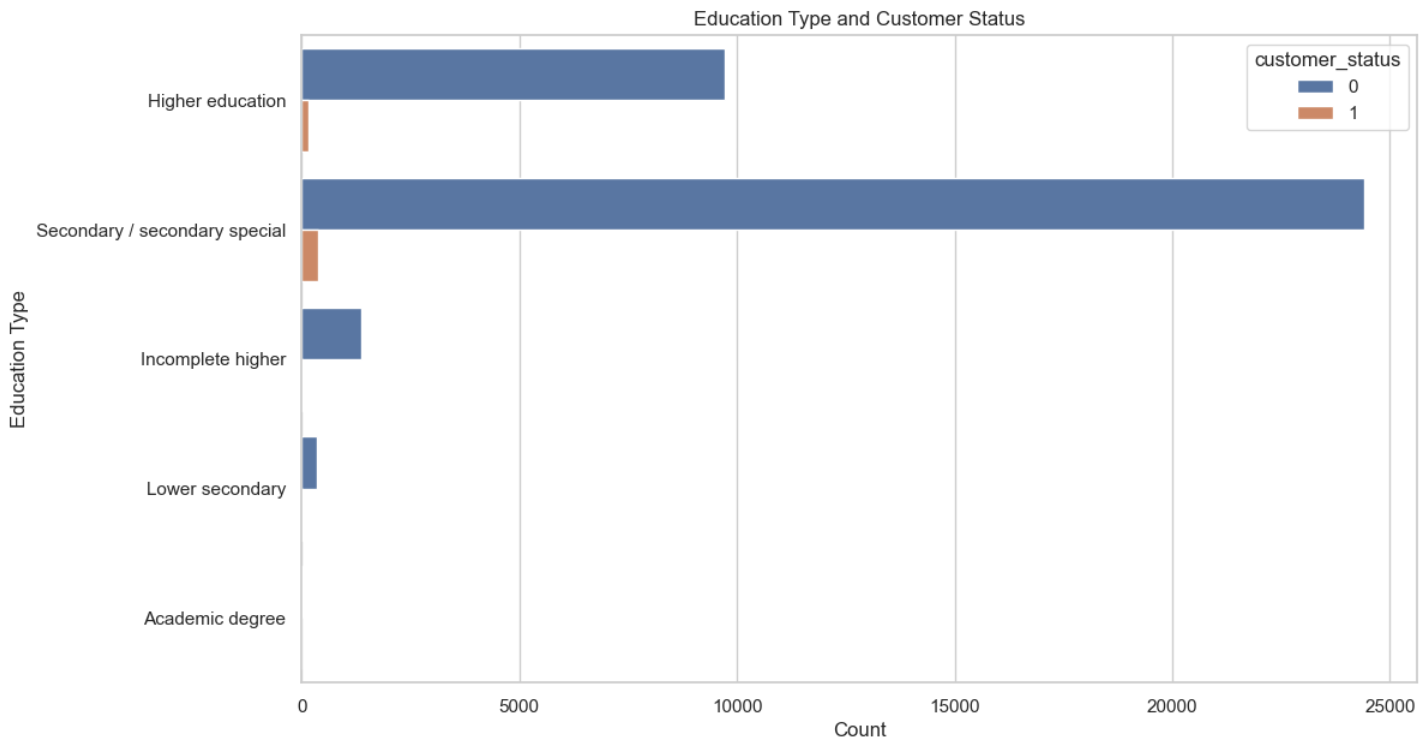 Education Type and Customer Status
customer_status
0
1
Education Type
Higher education
Secondary / secondary special
Incomplete higher
Lower secondary
Academic degree
0 5000 10000 15000 20000 25000
Count